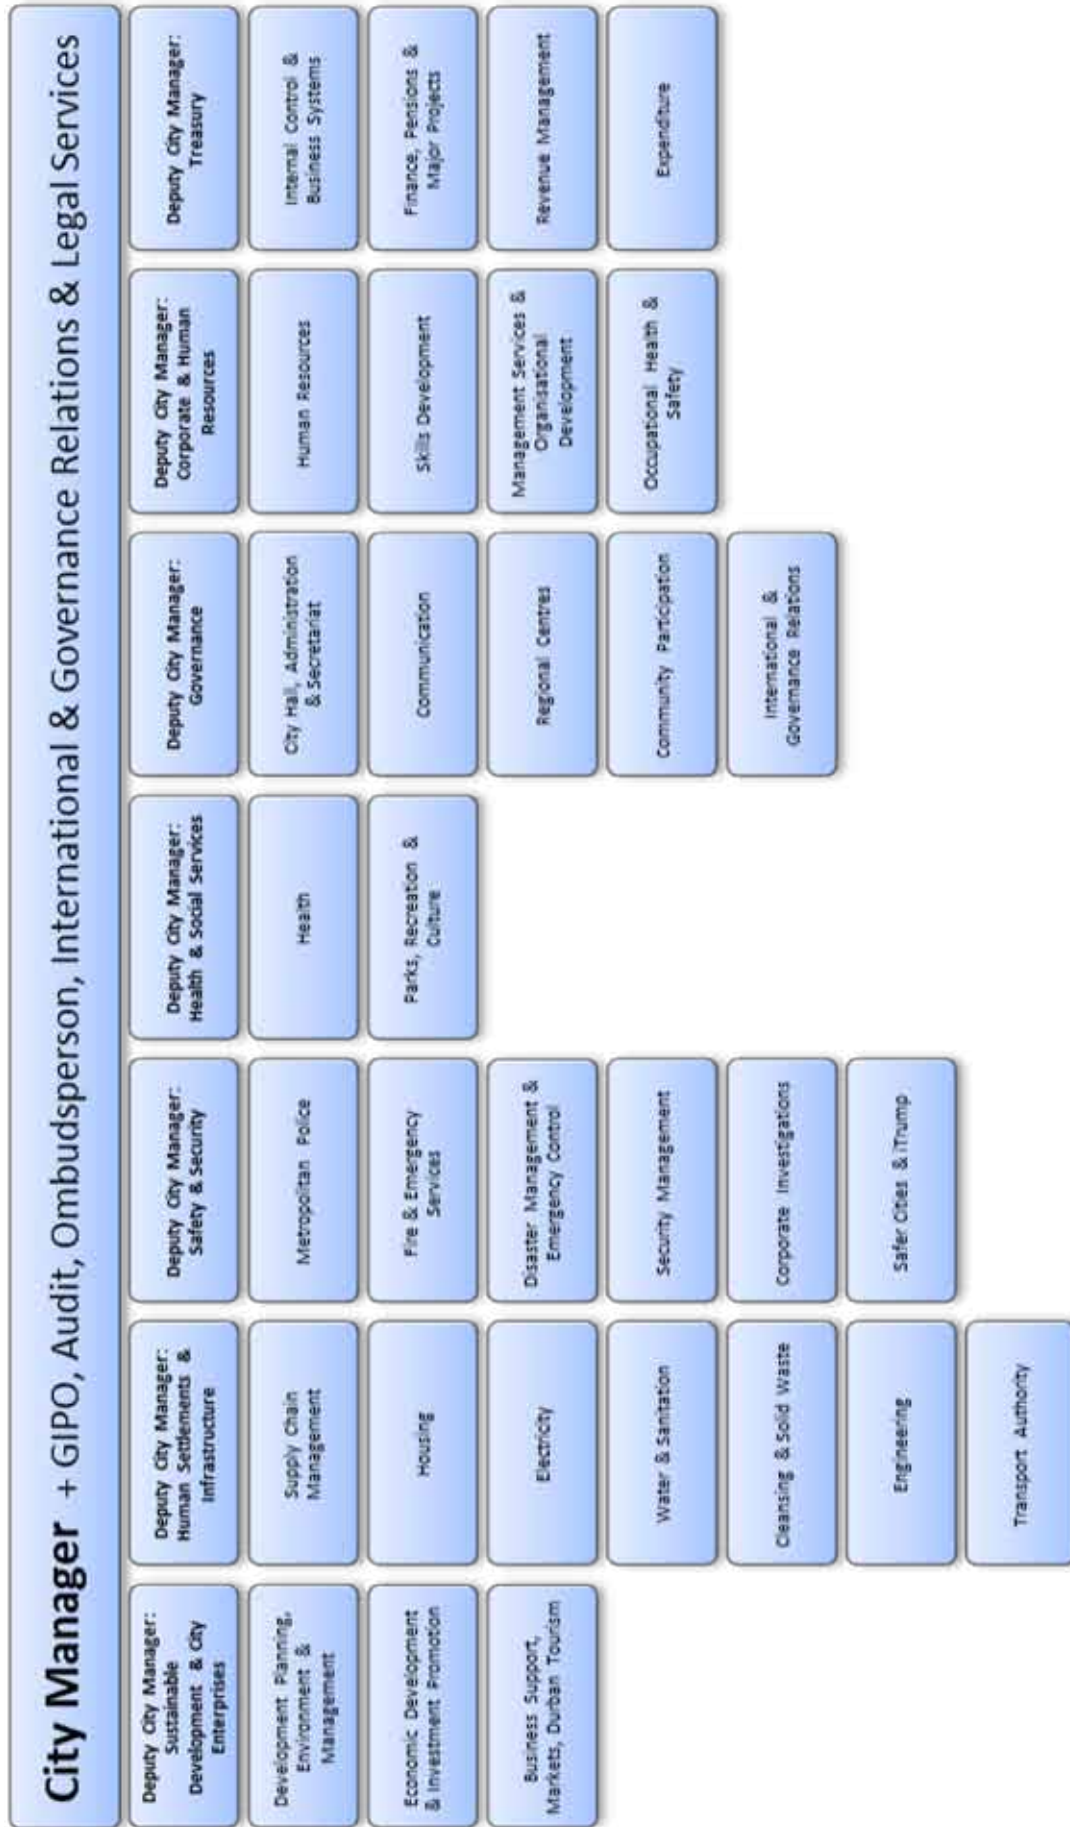 City Manager + GIPO, Audit, Ombudsperson, International & Governance Relations & Legal Services
Deputy City Manager:
Sustainable
Development & City
Enterprises
Development Planning,
Environment &
Management
Economic Development
& Investment Promotion
Business Support,
Markets, Durban Tourism
Deputy City Manager:
Human Settlements &
Infrastructure
Supply Chain
Management
Housing
Electricity
Water & Sanitation
Cleansing & Solid Waste
Engineering
Transport Authority
Deputy City Manager:
Safety & Security
Metropolitan Police
Fire & Emergency
Services
Disaster Management &
Emergency Control
Security Management
Corporate Investigations
Safer Cities & iTrump
Deputy City Manager:
Health & Social Services
Health
Parks, Recreation &
Culture
Deputy City Manager:
Governance
City Hall, Administration
& Secretariat
Communication
Regional Centres
Community Participation
International &
Governance Relations
Deputy City Manager:
Corporate & Human
Resources
Human Resources
Skills Development
Management Services &
Organisational
Development
Occupational Health &
Safety
Deputy City Manager:
Treasury
Internal Control &
Business Systems
Finance, Pensions &
Major Projects
Revenue Management
Expenditure